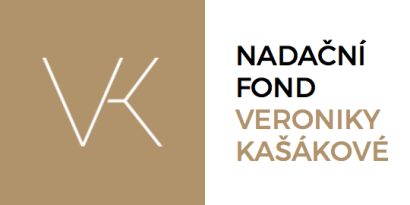 VK
NADAČNÍ
FOND
VERONIKY
KAŠÁKOVÉ